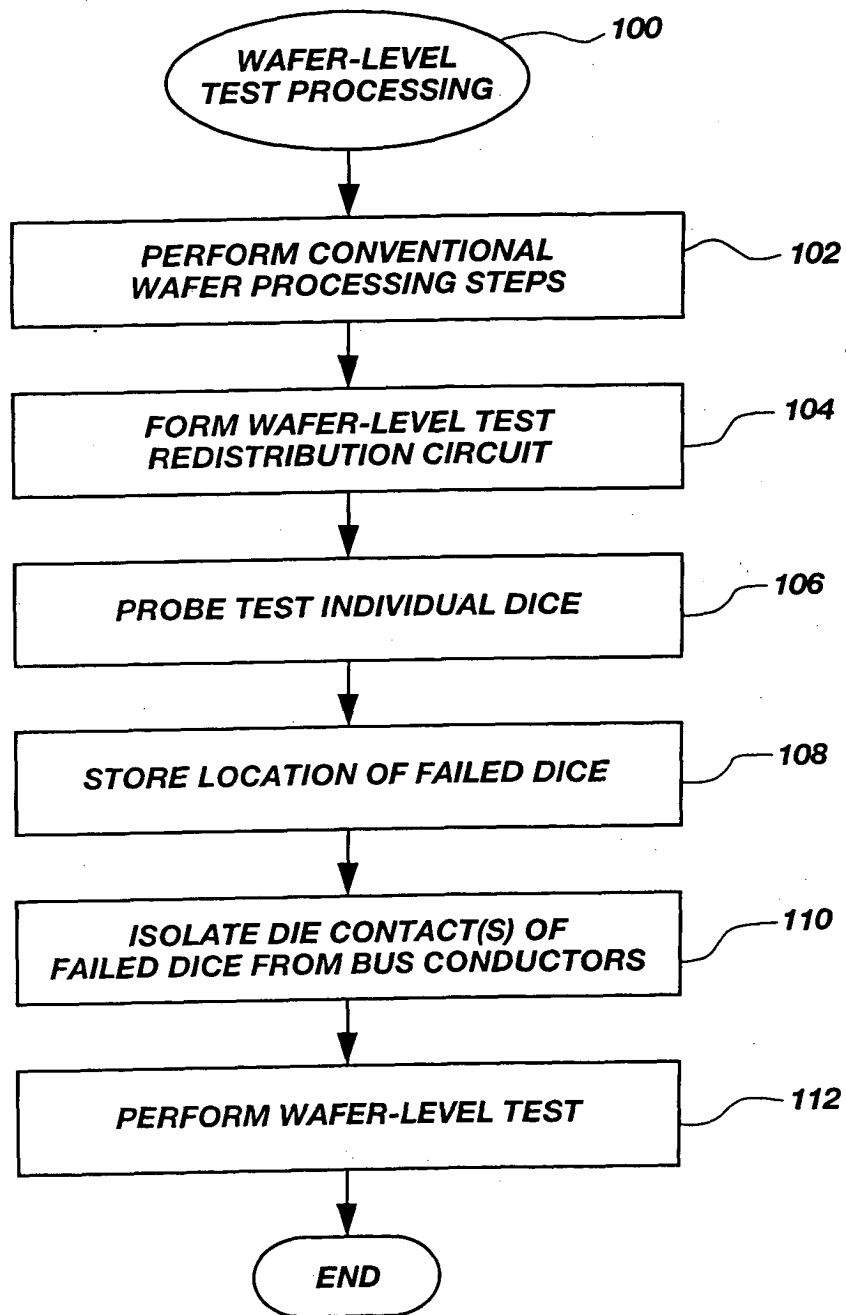 100
WAFER-LEVEL
TEST PROCESSING
PERFORM CONVENTIONAL
WAFER PROCESSING STEPS
102
FORM WAFER-LEVEL TEST
REDISTRIBUTION CIRCUIT
104
PROBE TEST INDIVIDUAL DICE
106
STORE LOCATION OF FAILED DICE
108
ISOLATE DIE CONTACT(S) OF
FAILED DICE FROM BUS CONDUCTORS
110
PERFORM WAFER-LEVEL TEST
112
END